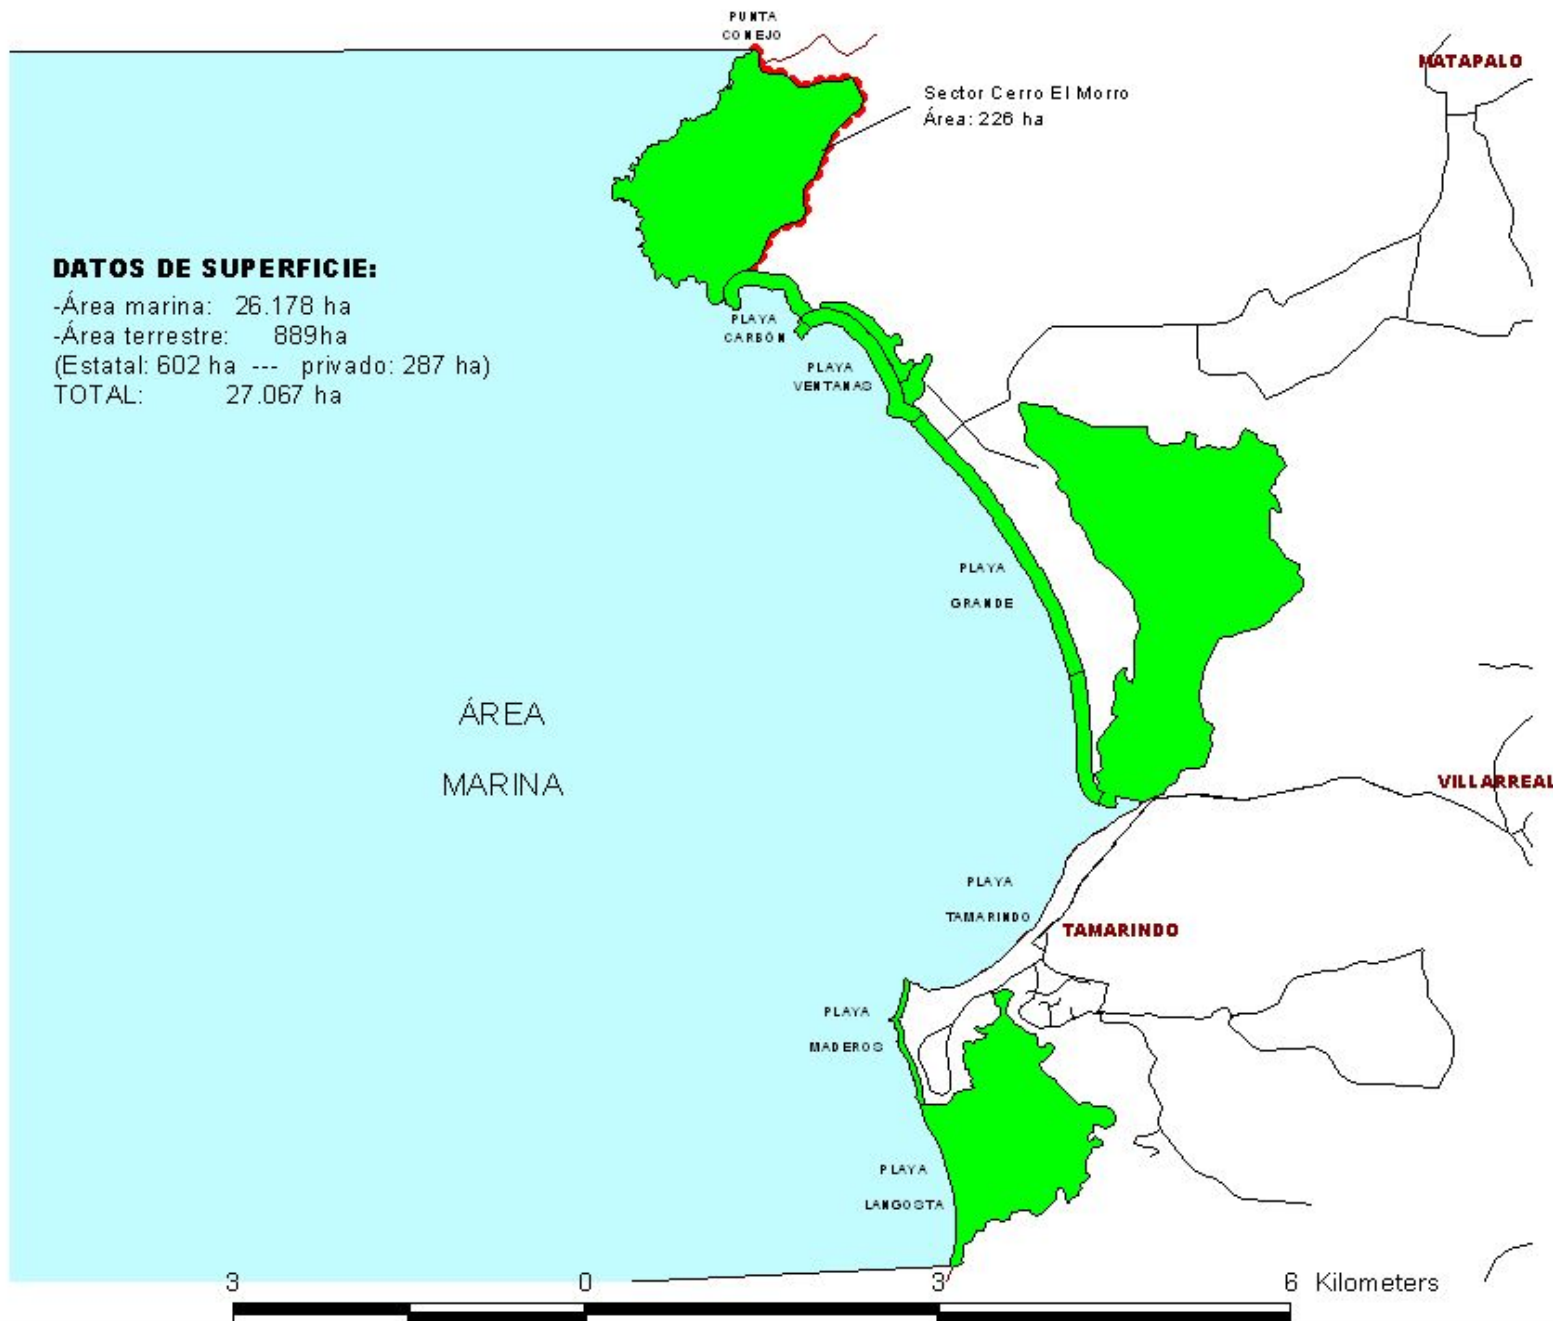 PUNTA
CONEJO
MATAPALO
Sector Cerro El Morro
Área: 226 ha
DATOS DE SUPERFICIE:
-Área marina: 26.178 ha
-Área terrestre: 889ha
(Estatal: 602 ha --- privado: 287 ha)
TOTAL: 27.067 ha
PLAYA
CARBÓN
PLAYA
VENTANAS
PLAYA
GRANDE
ÁREA
MARINA
VILLARREAL
PLAYA
TAMARINDO
TAMARINDO
PLAYA
MADEROS
PLAYA
LANGOSTA
3 0 3 6 Kilometers